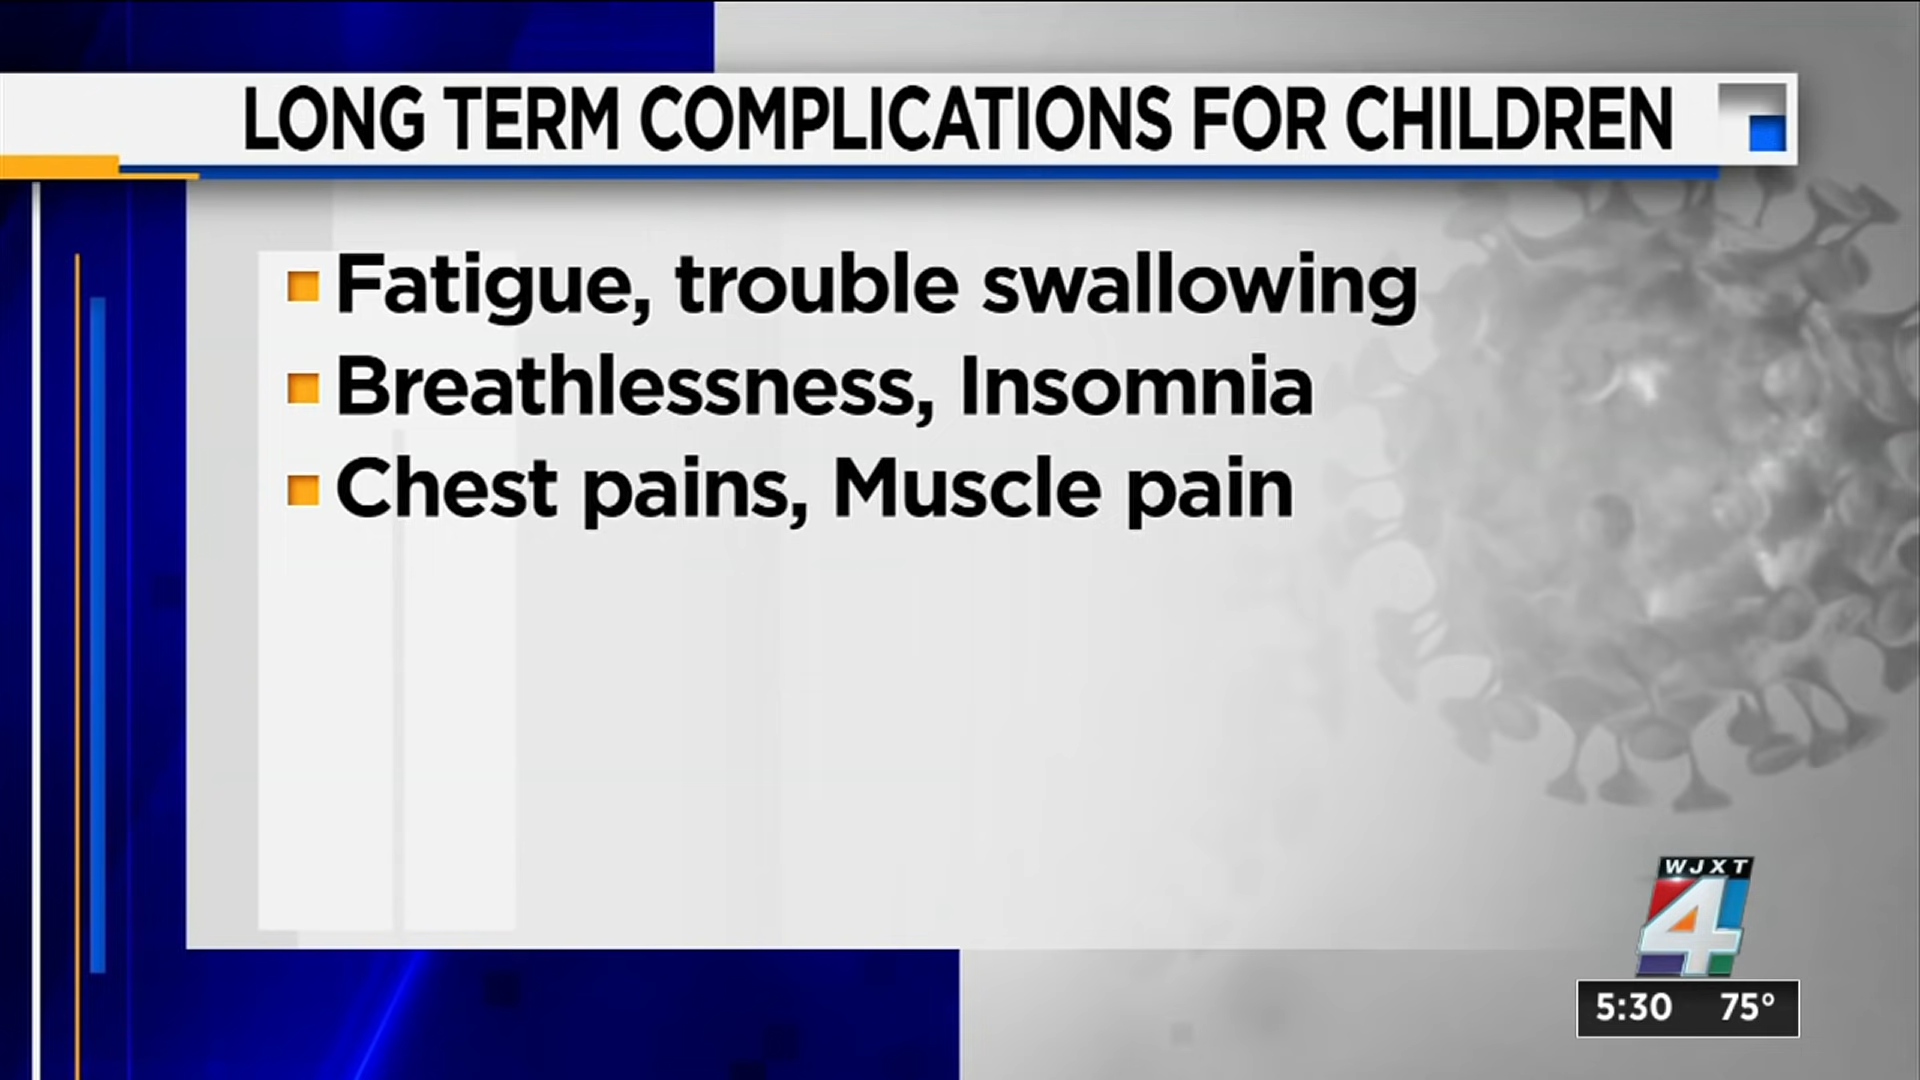 LONG TERM COMPLICATIONS FOR CHILDREN
Fatigue, trouble swallowing
Breathlessness, Insomnia
Chest pains, Muscle pain
WJXT
4
5:30 75°